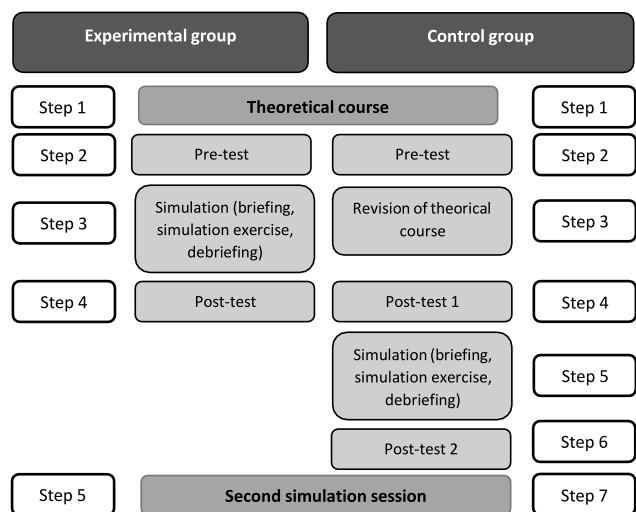 Experimental group
Control group
Step 1
Theoretical course
Step 1
Step 2
Pre-test
Pre-test
Step 2
Step 3
Simulation (briefing,
simulation exercise,
debriefing)
Revision of theorical
course
Step 3
Step 4
Post-test
Post-test 1
Step 4
Simulation (briefing,
simulation exercise,
debriefing)
Step 5
Post-test 2
Step 6
Step 5
Second simulation session
Step 7